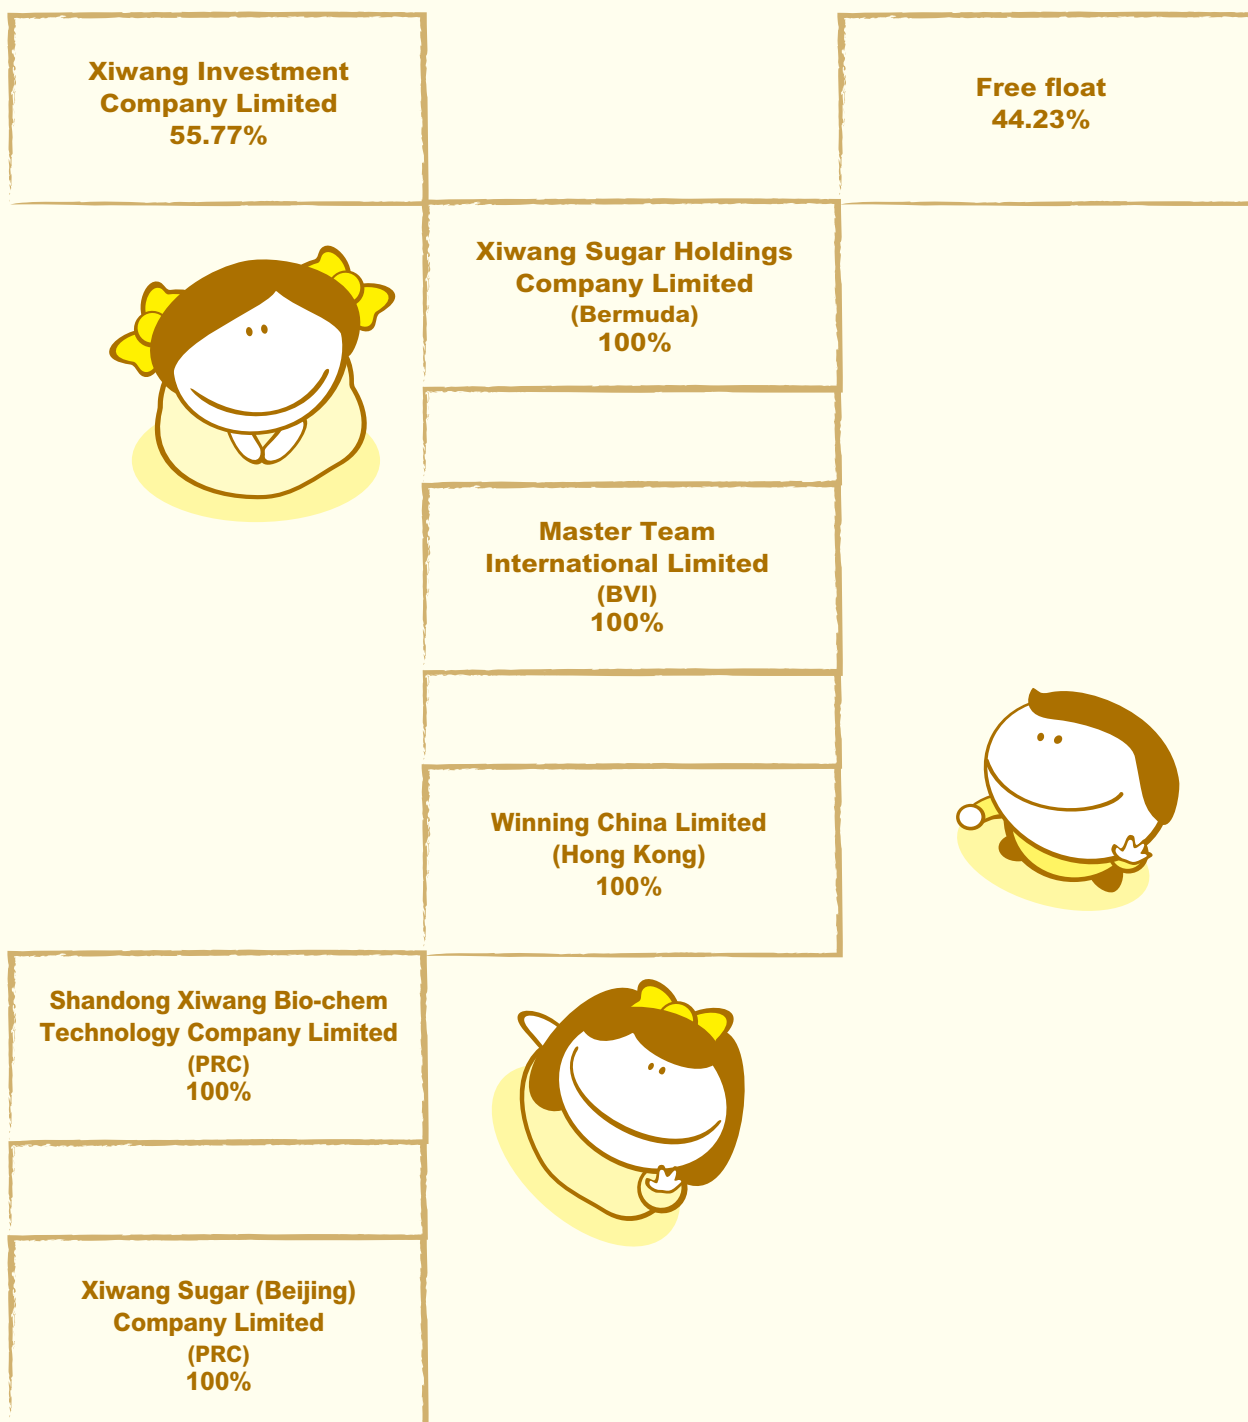 Xiwang Investment
Company Limited
55.77%
Free float
44.23%
Xiwang Sugar Holdings
Company Limited
(Bermuda)
100%
Master Team
International Limited
(BVI)
100%
Winning China Limited
(Hong Kong)
100%
Shandong Xiwang Bio-chem
Technology Company Limited
(PRC)
100%
Xiwang Sugar (Beijing)
Company Limited
(PRC)
100%